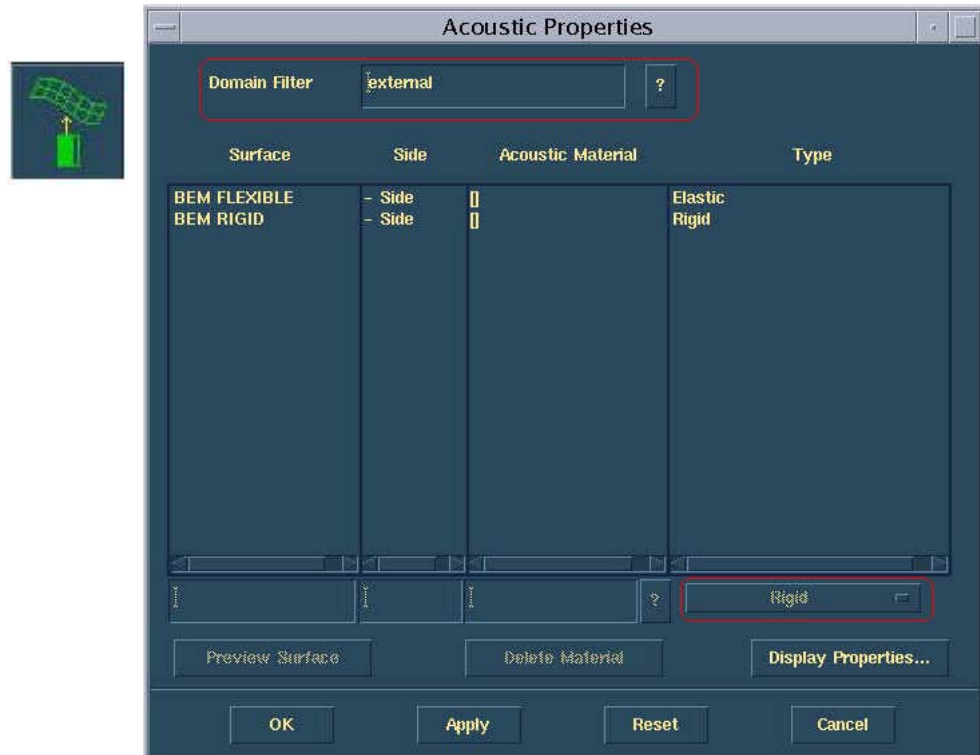 Acoustic Properties
Domain Filter external ?
Surface Side Acoustic Material Type
BEM FLEXIBLE - Side [] Elastic
BEM RIGID - Side [] Rigid
? Rigid
Preview Surface Delete Material Display Properties...
OK Apply Reset Cancel